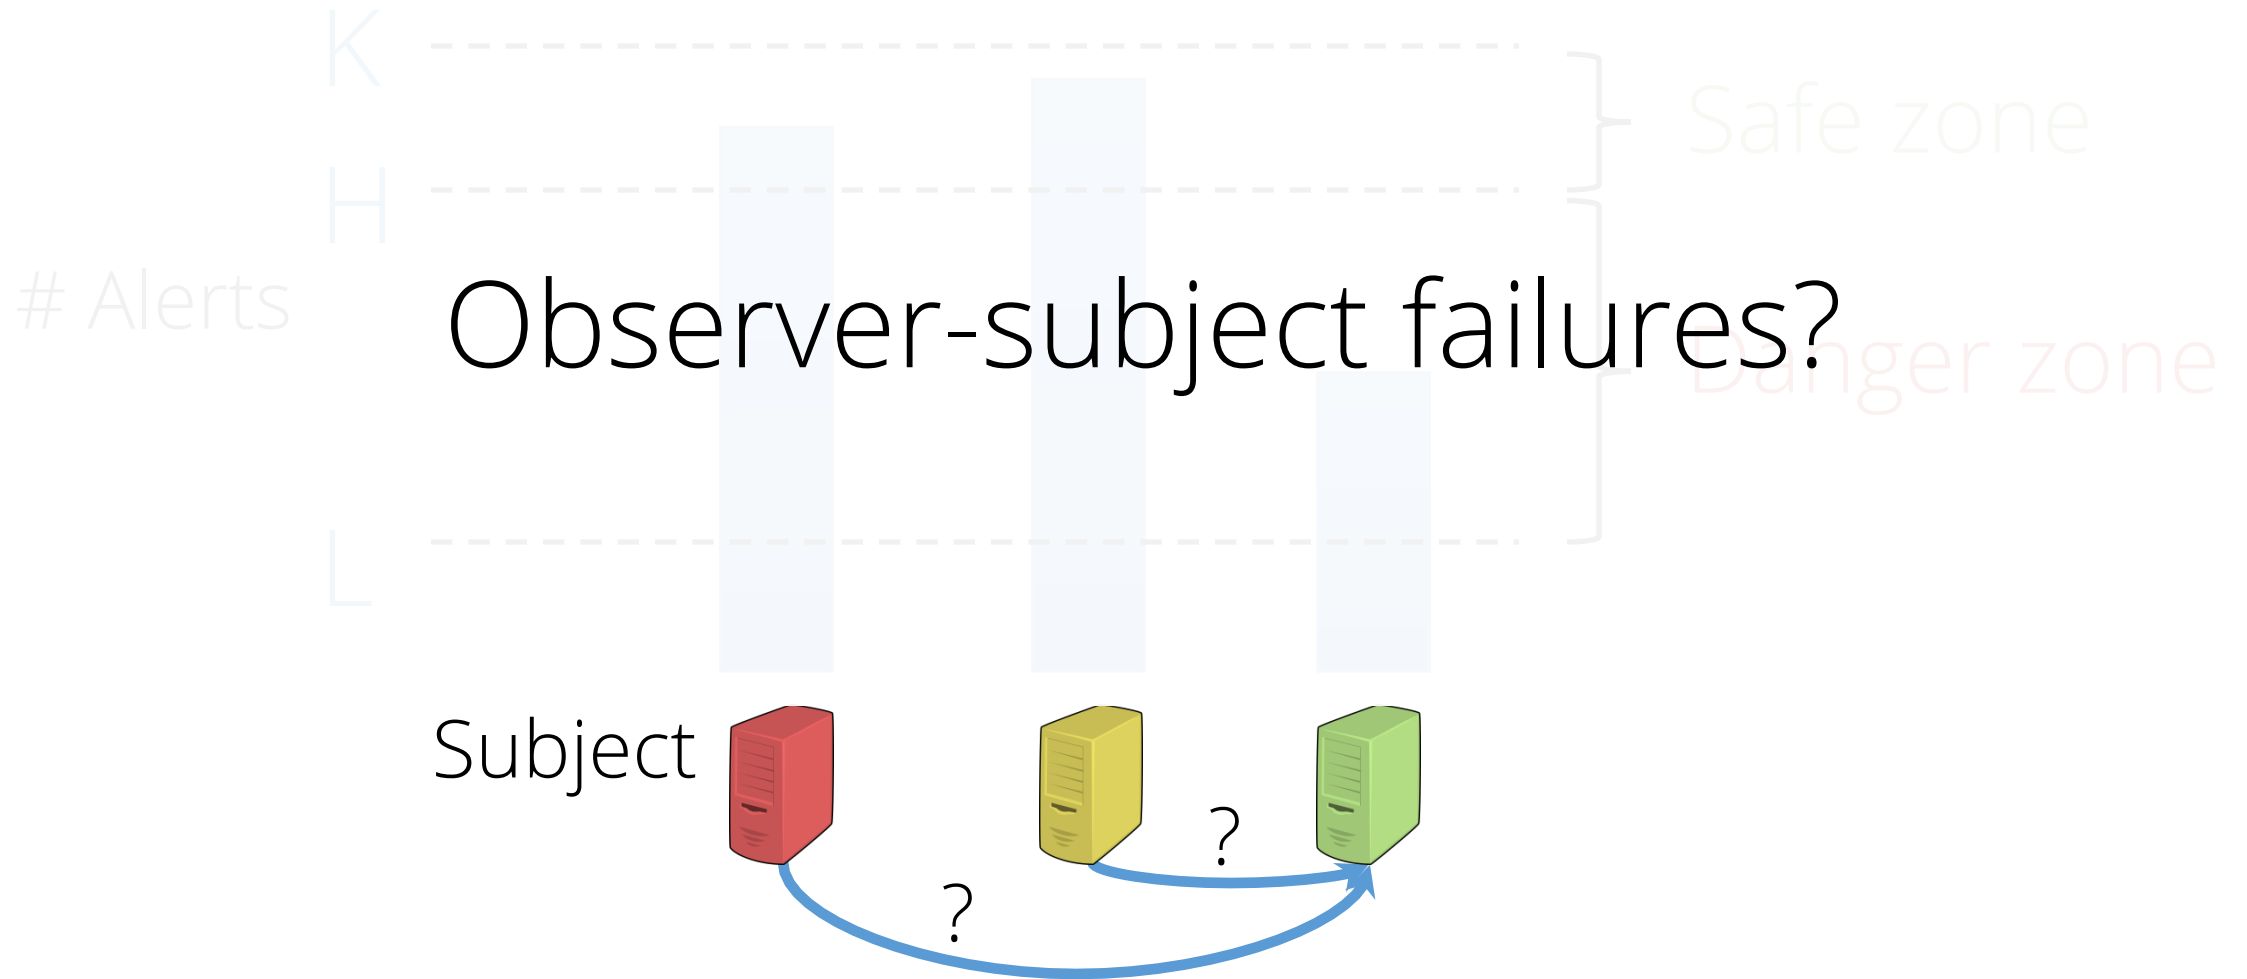 K
Safe zone
H
# Alerts
Observer-subject failures?
Danger zone
L
Subject
?
?